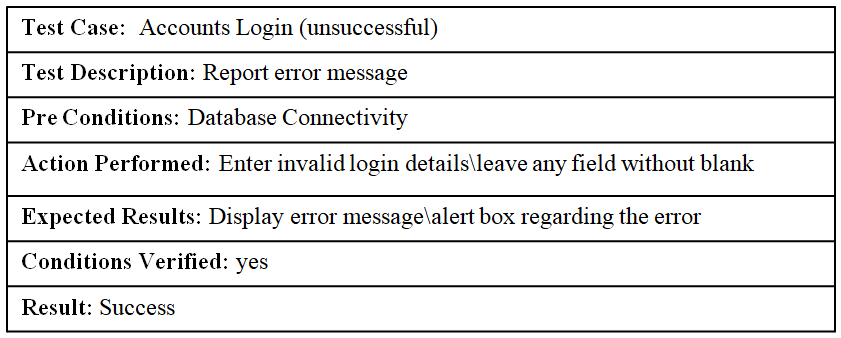 Test Case: Accounts Login (unsuccessful)
Test Description: Report error message
Pre Conditions: Database Connectivity
Action Performed: Enter invalid login details\leave any field without blank
Expected Results: Display error message\alert box regarding the error
Conditions Verified: yes
Result: Success